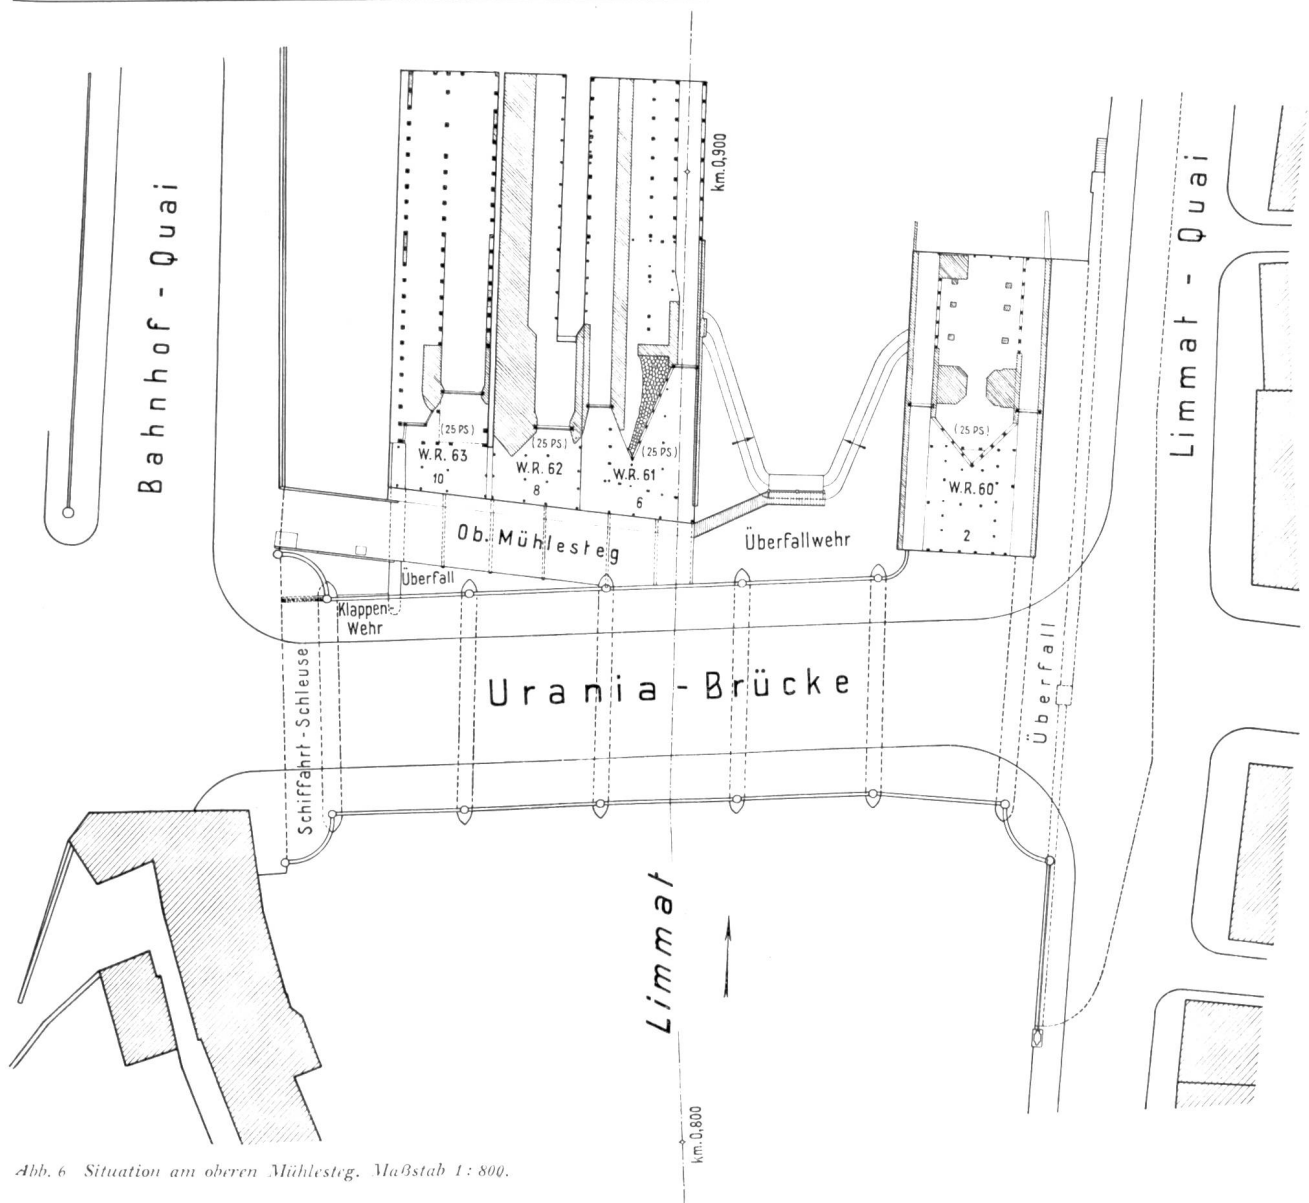 km.0,900
Bahnhof - Quai
Limmat - Quai
(25 PS)
W.R. 63
10
(25 PS)
W.R. 62
8
(25 PS)
W.R. 61
6
(25 PS)
W.R. 60
2
Ob. Mühlesteg
Überfallwehr
Überfall
Klappen-
Wehr
Schiffahrt-Schleuse
Urania-Brücke
Überfall
Limmat
km.0,800
Abb. 6 Situation am oberen Mühlesteg. Maßstab 1 : 800.